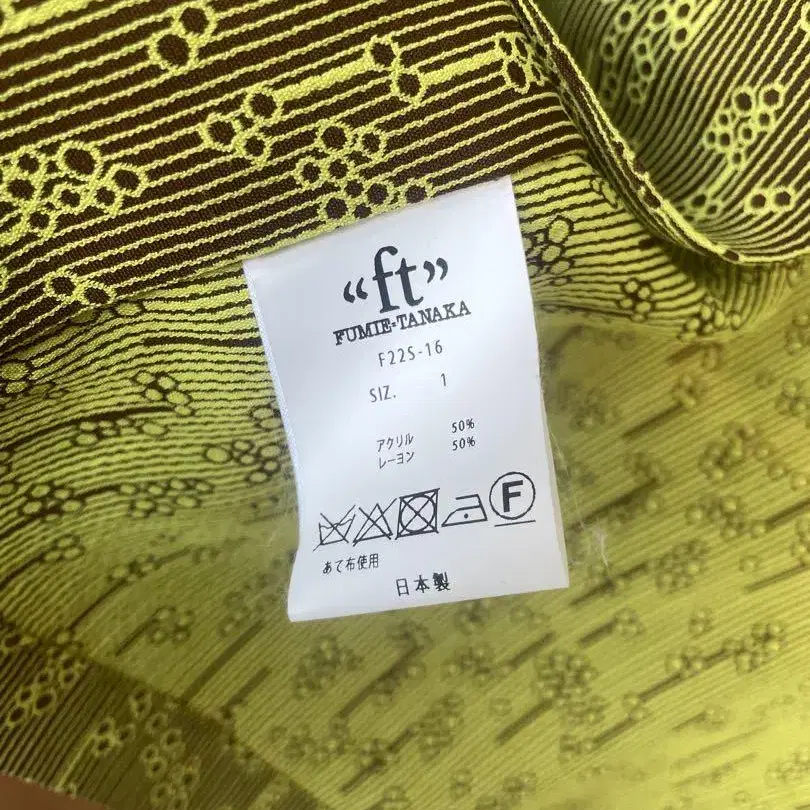 “ft”
FUMIE=TANAKA
F22S-16
SIZ. 1
アクリル 50%
レーヨン 50%
F
あて布使用
日本製